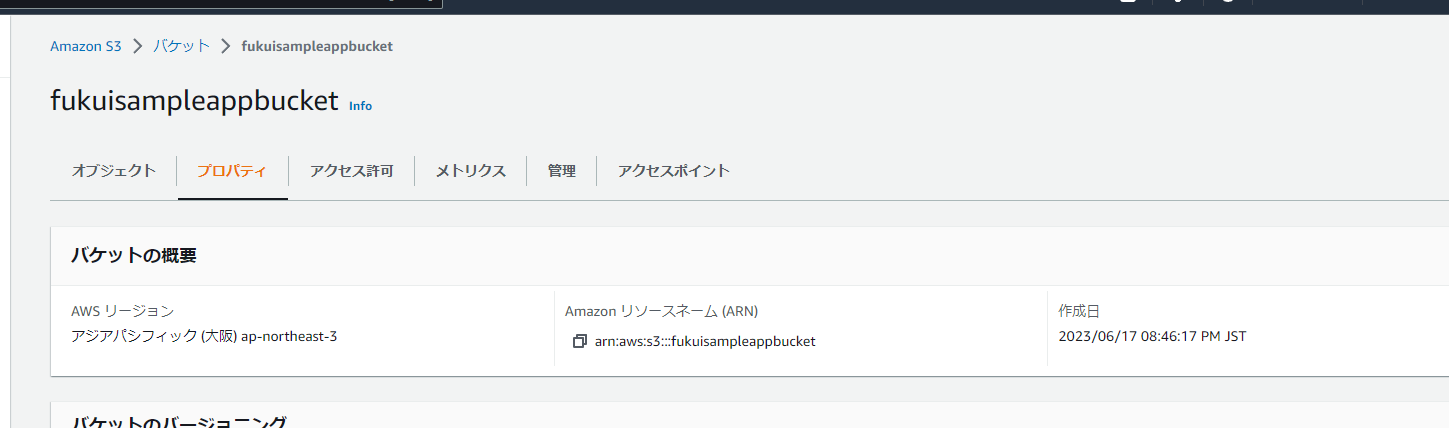 Amazon S3 > バケット > fukuisampleappbucket
fukuisampleappbucket Info
オブジェクト プロパティ アクセス許可 メトリクス 管理 アクセスポイント
バケットの概要
AWS リージョン Amazon リソースネーム (ARN) 作成日
アジアパシフィック (大阪) ap-northeast-3 arn:aws:s3:::fukuisampleappbucket 2023/06/17 08:46:17 PM JST
バケットのバージョニング